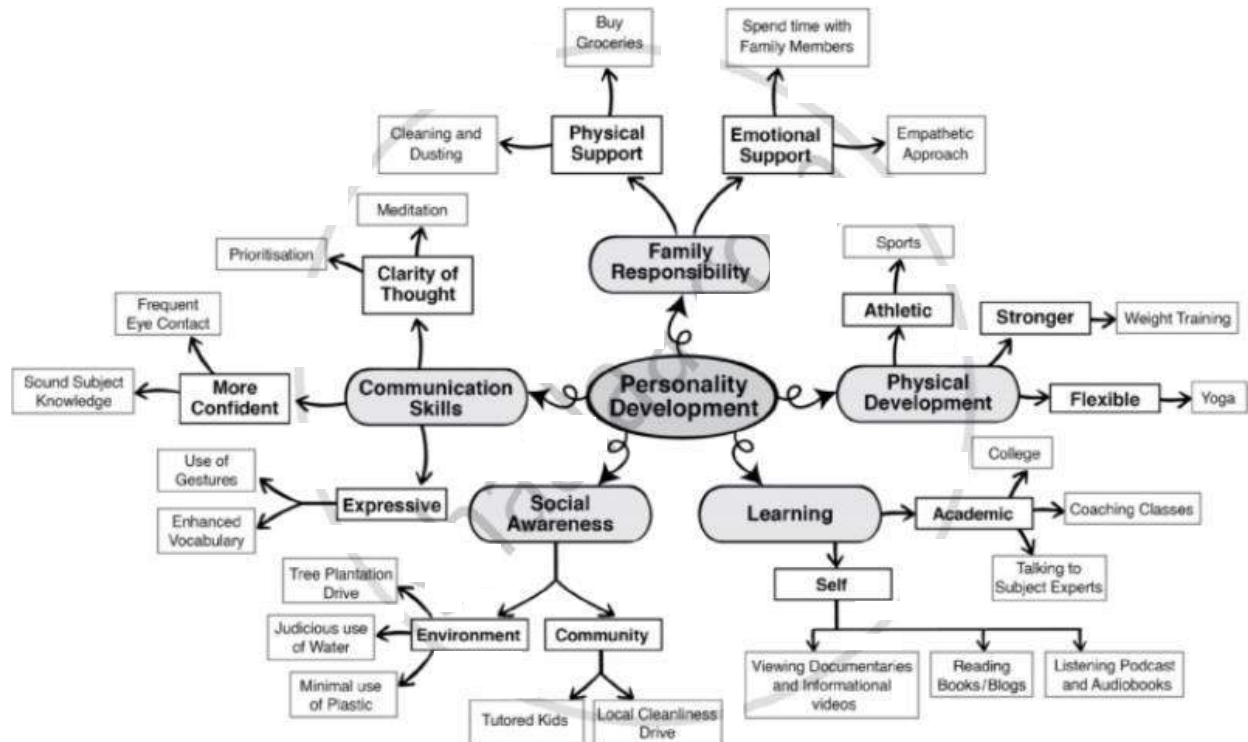 Buy
Groceries
Spend time with
Family Members
Cleaning and
Dusting
Physical
Support
Emotional
Support
Empathetic
Approach
Meditation
Prioritisation
Clarity of
Thought
Family
Responsibility
Sports
Athletic
Stronger
Weight Training
Frequent
Eye Contact
Sound Subject
Knowledge
More
Confident
Communication
Skills
Personality
Development
Physical
Development
Flexible
Yoga
Use of
Gestures
Enhanced
Vocabulary
Expressive
Social
Awareness
Learning
Academic
College
Coaching Classes
Talking to
Subject Experts
Tree Plantation
Drive
Judicious use
of Water
Minimal use
of Plastic
Environment
Community
Tutored Kids
Local Cleanliness
Drive
Self
Viewing Documentaries
and Informational
videos
Reading
Books/Blogs
Listening Podcast
and Audiobooks